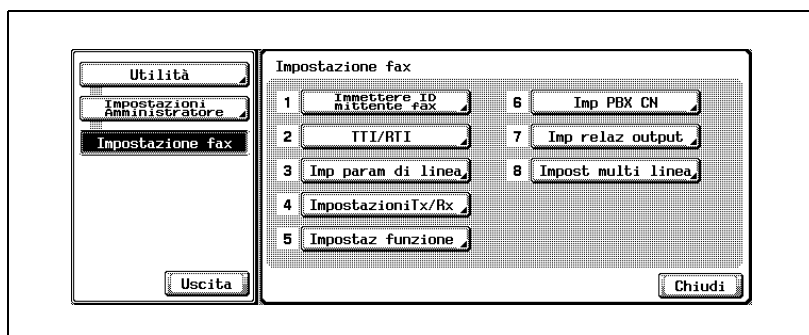 Utilità
Impostazioni
Amministratore
Impostazione fax
Uscita
Impostazione fax
1 Immettere ID
mittente fax
2 TTI/RTI
3 Imp param di linea
4 ImpostazioniTx/Rx
5 Impostaz funzione
6 Imp PBX CN
7 Imp relaz output
8 Impost multi linea
Chiudi